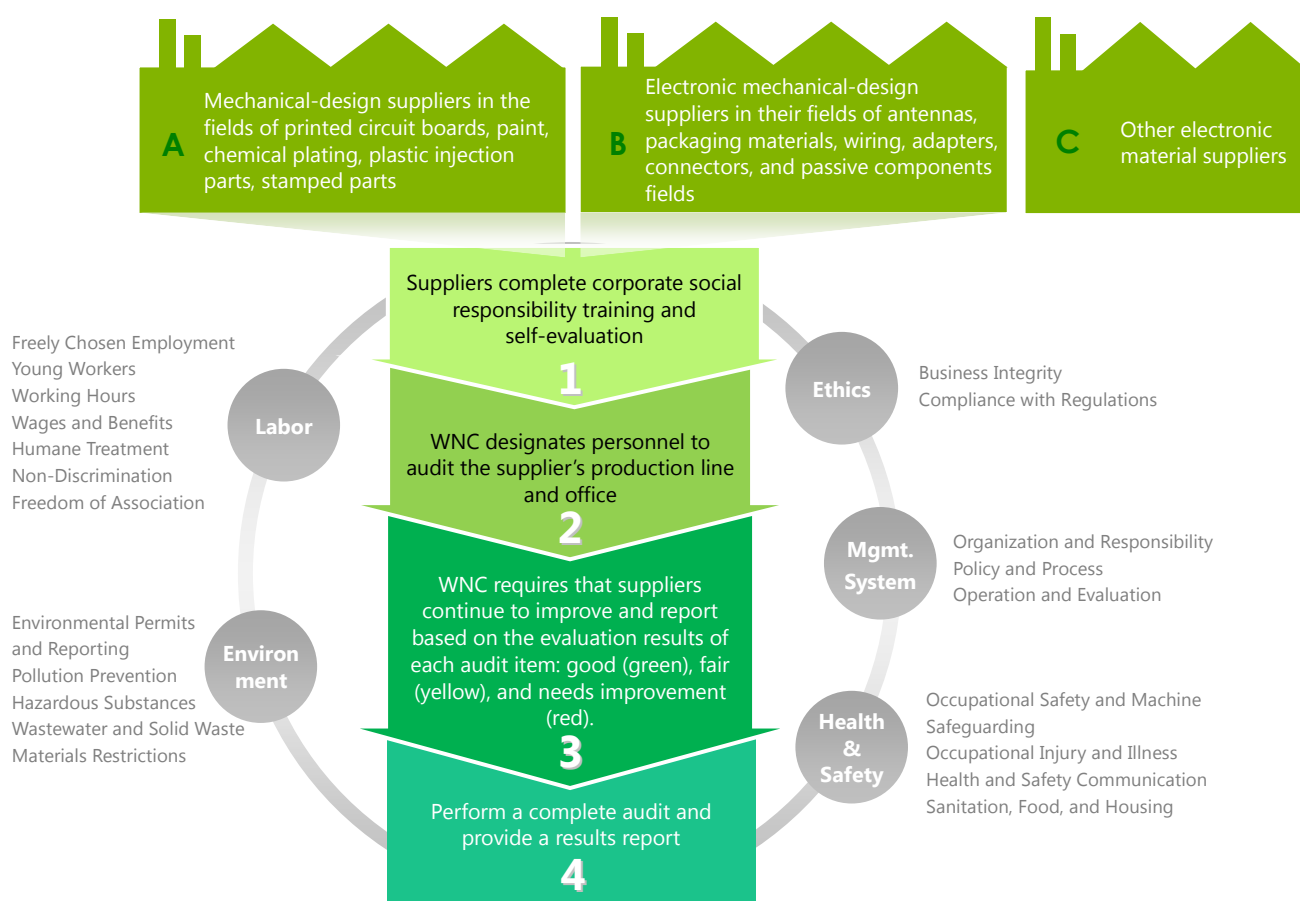 A
Mechanical-design suppliers in the
fields of printed circuit boards, paint,
chemical plating, plastic injection
parts, stamped parts
B
Electronic mechanical-design
suppliers in their fields of antennas,
packaging materials, wiring, adapters,
connectors, and passive components
fields
C
Other electronic
material suppliers
Suppliers complete corporate social
responsibility training and
self-evaluation
1
WNC designates personnel to
audit the supplier’s production line
and office
2
WNC requires that suppliers
continue to improve and report
based on the evaluation results of
each audit item: good (green), fair
(yellow), and needs improvement
(red).
3
Perform a complete audit and
provide a results report
4
Freely Chosen Employment
Young Workers
Working Hours
Wages and Benefits
Humane Treatment
Non-Discrimination
Freedom of Association
Labor
Environmental Permits
and Reporting
Pollution Prevention
Hazardous Substances
Wastewater and Solid Waste
Materials Restrictions
Environ
ment
Ethics
Business Integrity
Compliance with Regulations
Mgmt.
System
Organization and Responsibility
Policy and Process
Operation and Evaluation
Health
&
Safety
Occupational Safety and Machine
Safeguarding
Occupational Injury and Illness
Health and Safety Communication
Sanitation, Food, and Housing